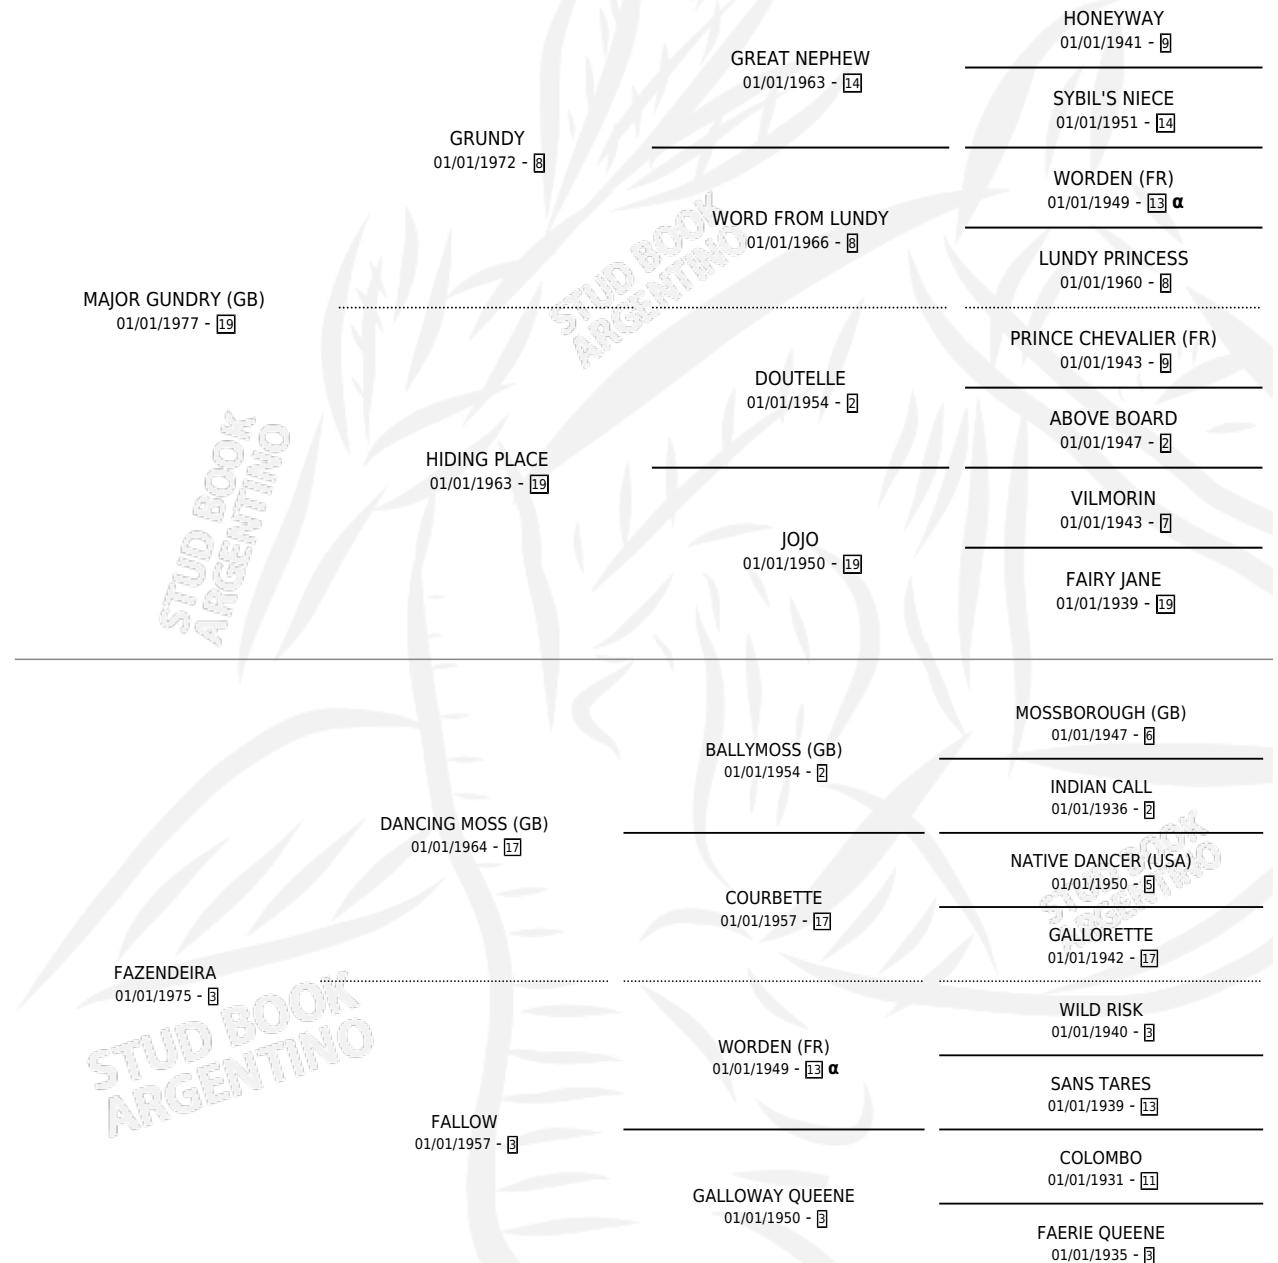 HONEYWAY
01/01/1941 - 9
GREAT NEPHEW
01/01/1963 - 14
SYBIL'S NIECE
01/01/1951 - 14
GRUNDY
01/01/1972 - 8
WORDEN (FR)
01/01/1949 - 13 α
WORD FROM LUNDY
01/01/1966 - 8
LUNDY PRINCESS
01/01/1960 - 8
MAJOR GUNDRY (GB)
01/01/1977 - 19
PRINCE CHEVALIER (FR)
01/01/1943 - 9
DOUTELLE
01/01/1954 - 2
ABOVE BOARD
01/01/1947 - 2
HIDING PLACE
01/01/1963 - 19
VILMORIN
01/01/1943 - 7
JOJO
01/01/1950 - 19
FAIRY JANE
01/01/1939 - 19
MOSSBOROUGH (GB)
01/01/1947 - 6
BALLYMOSS (GB)
01/01/1954 - 2
INDIAN CALL
01/01/1936 - 2
DANCING MOSS (GB)
01/01/1964 - 17
NATIVE DANCER (USA)
01/01/1950 - 5
COURBETTE
01/01/1957 - 17
GALLORETTE
01/01/1942 - 17
FAZENDEIRA
01/01/1975 - 3
WILD RISK
01/01/1940 - 3
WORDEN (FR)
01/01/1949 - 13 α
SANS TARES
01/01/1939 - 13
FALLOW
01/01/1957 - 3
COLOMBO
01/01/1931 - 11
GALLOWAY QUEENE
01/01/1950 - 3
FAERIE QUEENE
01/01/1935 - 3
STUD BOOK
ARGENTINO
STUD BOOK
ARGENTINO
STUD BOOK
ARGENTINO
STUD BOOK
ARGENTINO